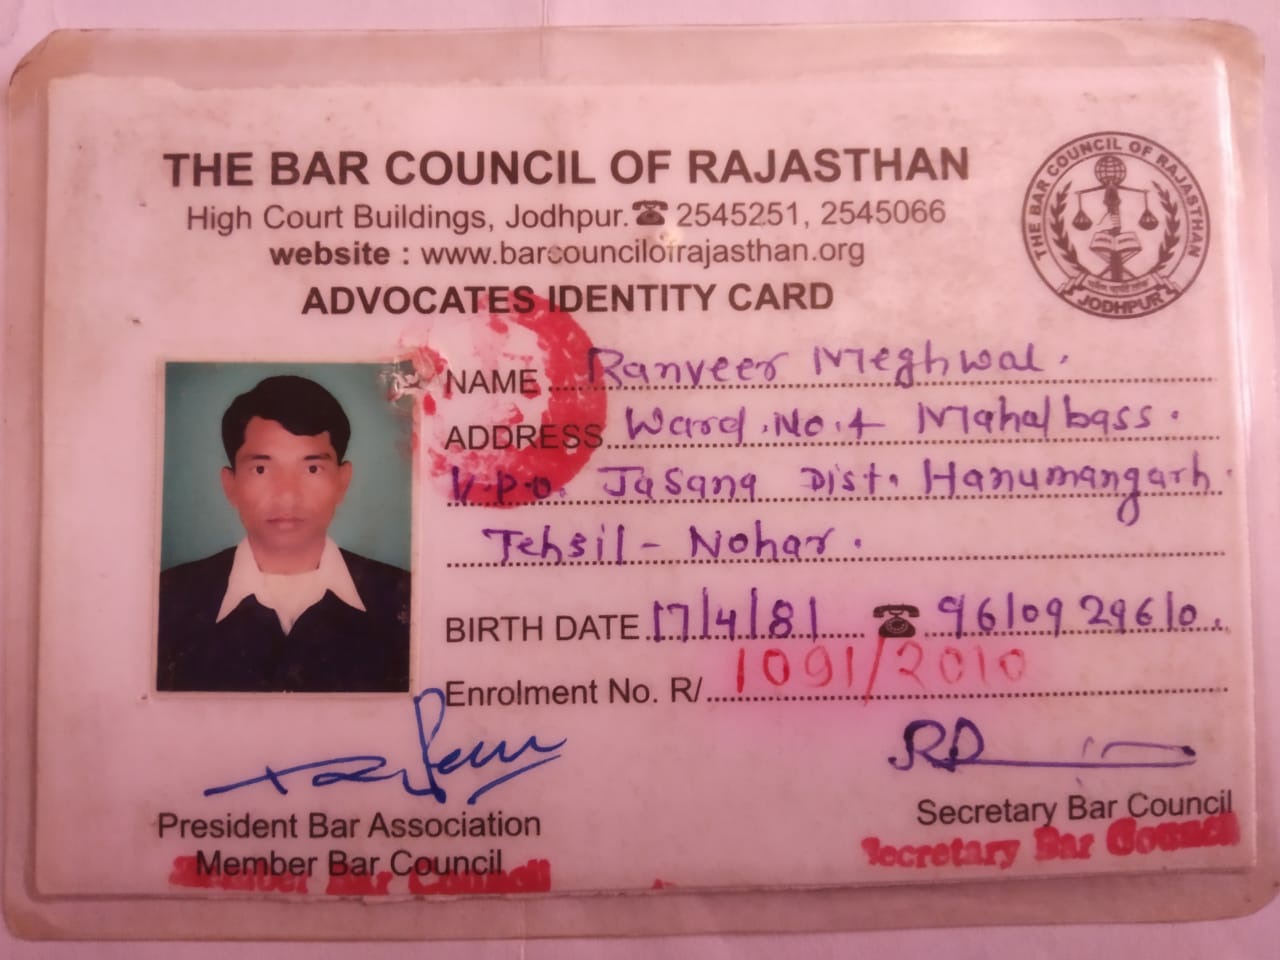 THE BAR COUNCIL OF RAJASTHAN
High Court Buildings, Jodhpur. ☎ 2545251, 2545066
website : www.barcouncilofrajasthan.org
ADVOCATES IDENTITY CARD
THE BAR COUNCIL OF RAJASTHAN
JODHPUR
NAME Ranveer Meghwal.
ADDRESS Ward.No.4 Mahalbass.
V.P.O. Jasana Dist. Hanumangarh.
Tehsil - Nohar.
BIRTH DATE 17/4/81 ☎ 9610929610.
Enrolment No. R/ 1091/2010
President Bar Association
Member Bar Council
Member Bar Council
Secretary Bar Council
Secretary Bar Council